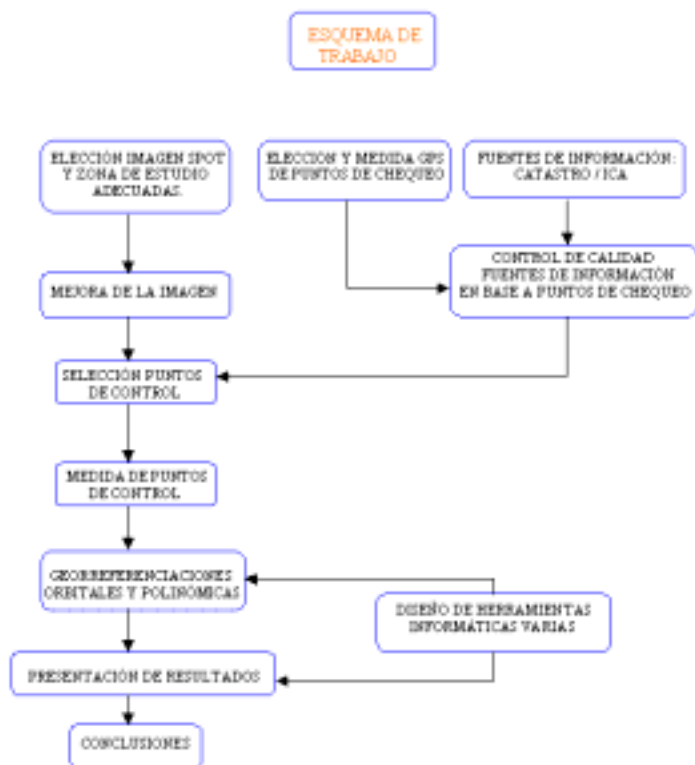 ESQUEMA DE
TRABAJO
ELECCIÓN IMAGEN SPOT
Y ZONA DE ESTUDIO
ADECUADAS.
ELECCION Y MEDIDA GPS
DE PUNTOS DE CHEQUEO
FUENTES DE INFORMACIÓN:
CATASTRO / ICA
MEJORA DE LA IMAGEN
CONTROL DE CALIDAD
FUENTES DE INFORMACIÓN
EN BASE A PUNTOS DE CHEQUEO
SELECCIÓN PUNTOS
DE CONTROL
MEDIDA DE PUNTOS
DE CONTROL
GEORREFERENCIACIONES
ORBITALES Y POLINÓMICAS
DISEÑO DE HERRAMIENTAS
INFORMÁTICAS VARIAS
PRESENTACIÓN DE RESULTADOS
CONCLUSIONES